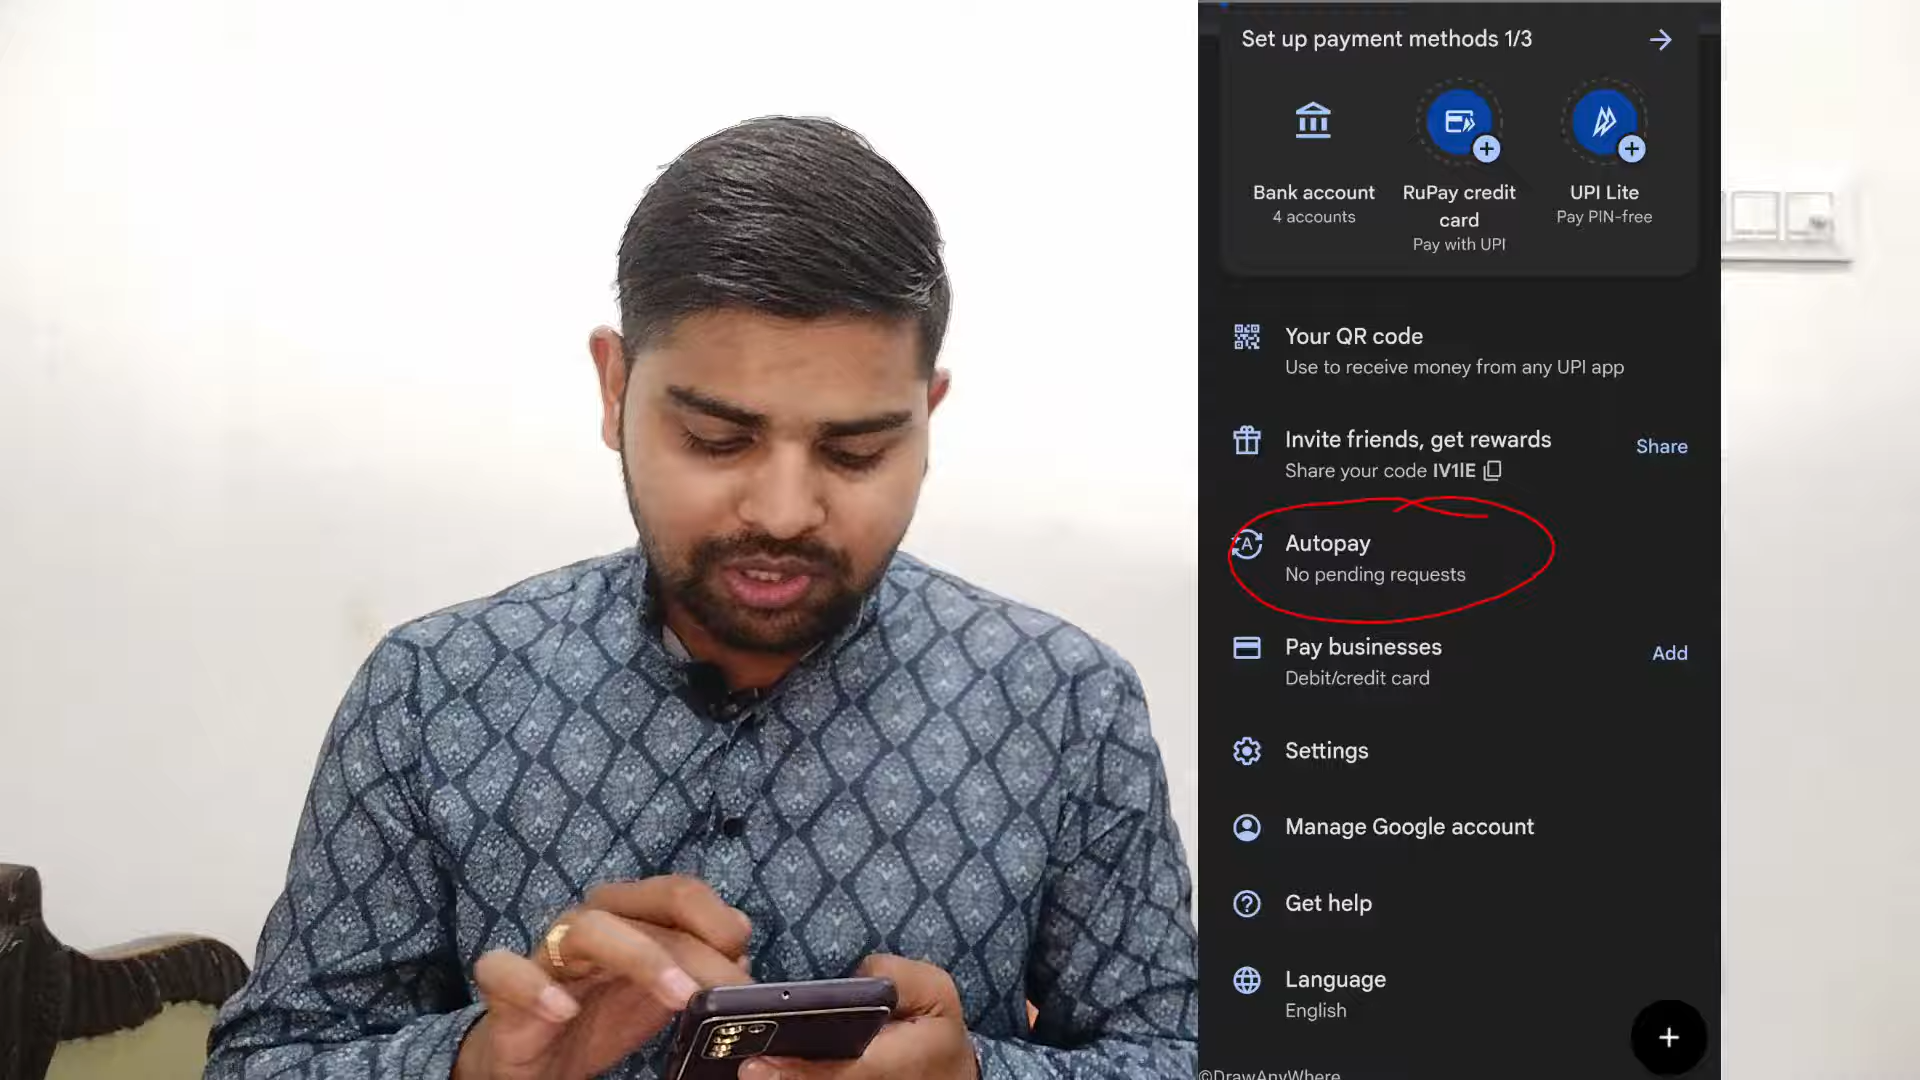 Set up payment methods 1/3
Bank account
4 accounts
RuPay credit
card
Pay with UPI
UPI Lite
Pay PIN-free
Your QR code
Use to receive money from any UPI app
Invite friends, get rewards
Share your code IV1IE
Share
Autopay
No pending requests
Pay businesses
Debit/credit card
Add
Settings
Manage Google account
Get help
Language
English
©DrawAnyWhere